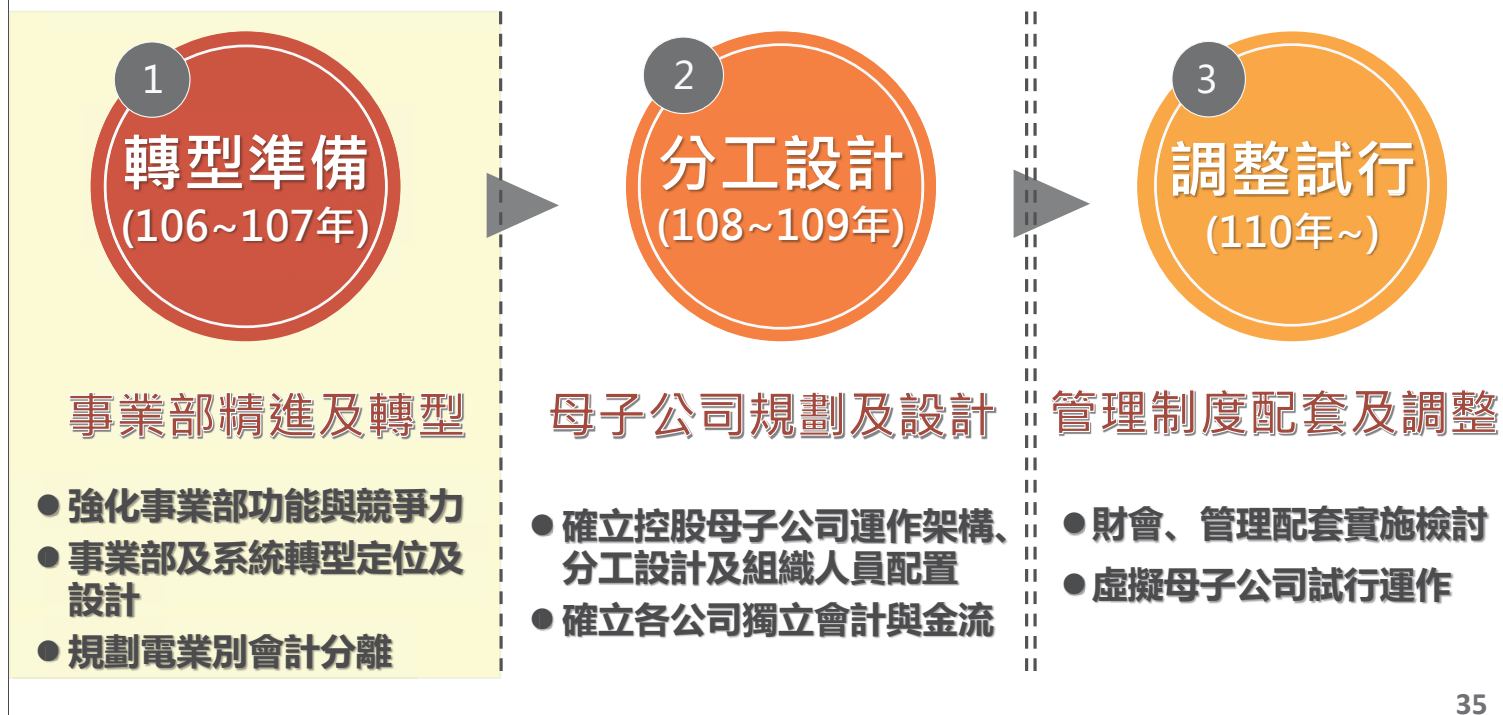 1
轉型準備
(106~107年)
事業部精進及轉型
●強化事業部功能與競爭力
●事業部及系統轉型定位及
設計
●規劃電業別會計分離
2
分工設計
(108~109年)
母子公司規劃及設計
●確立控股母子公司運作架構、
分工設計及組織人員配置
●確立各公司獨立會計與金流
3
調整試行
(110年~)
管理制度配套及調整
●財會、管理配套實施檢討
●虛擬母子公司試行運作
35